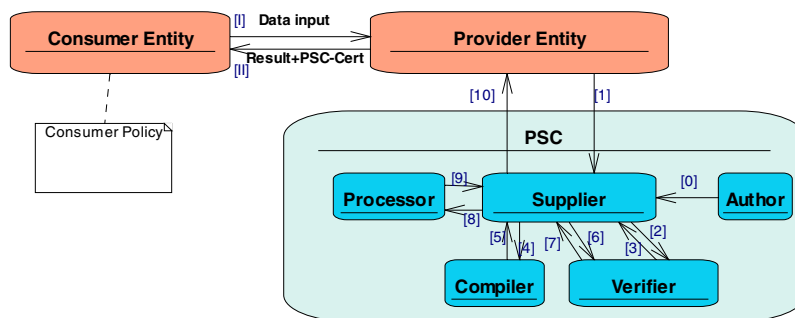 [I] Data input
Consumer Entity
Provider Entity
Result+PSC-Cert
[II]
[10] [1]
Consumer Policy
PSC
[9] [0]
Processor Supplier Author
[8]
[5] [4] [7] [6] [3] [2]
Compiler Verifier